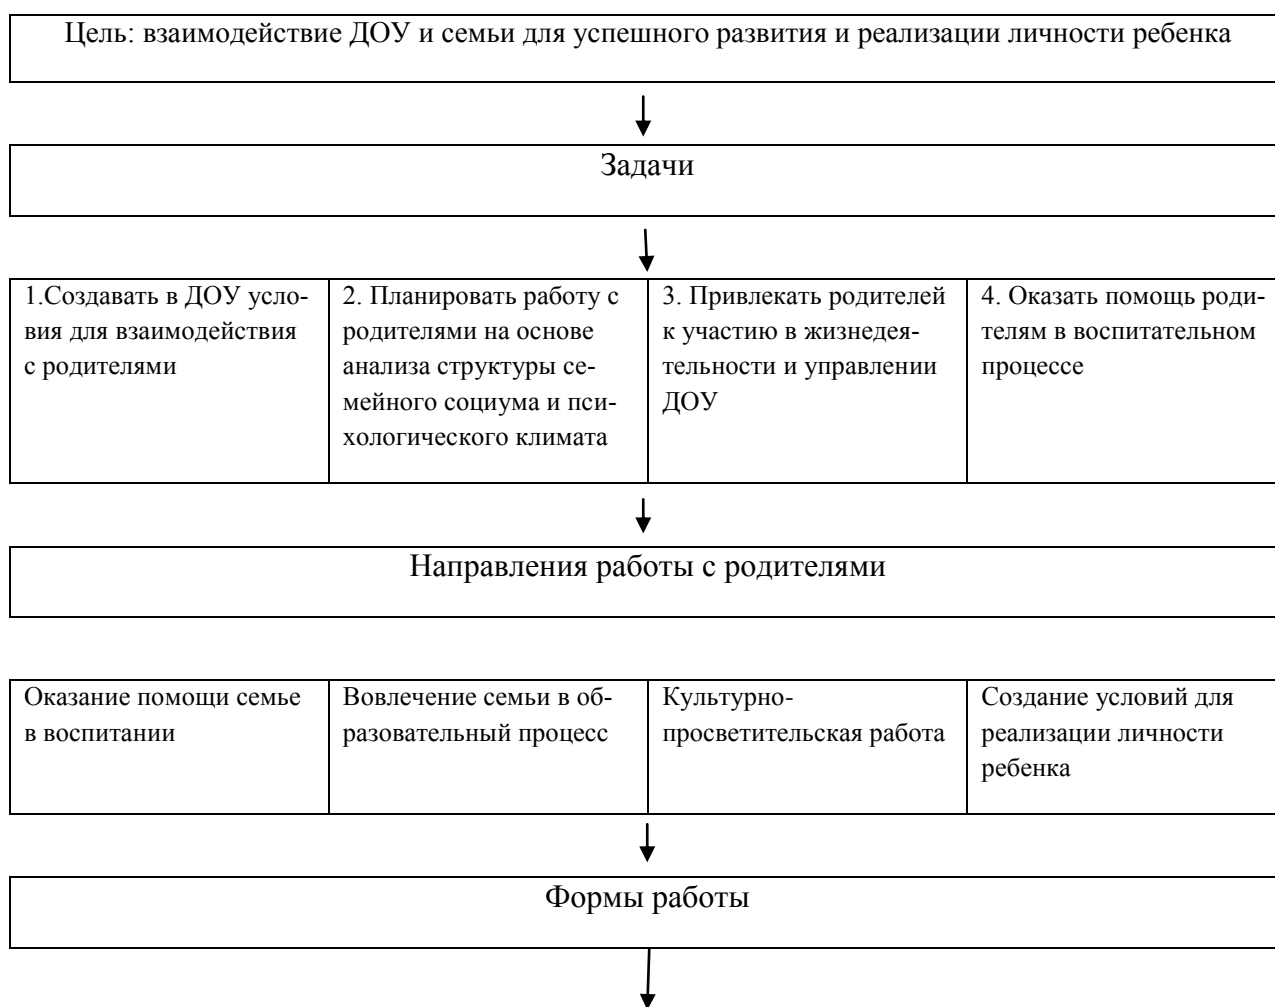 Цель: взаимодействие ДОУ и семьи для успешного развития и реализации личности ребенка
Задачи
1.Создавать в ДОУ усло-
вия для взаимодействия
с родителями
2. Планировать работу с
родителями на основе
анализа структуры се-
мейного социума и пси-
хологического климата
3. Привлекать родителей
к участию в жизнедея-
тельности и управлении
ДОУ
4. Оказать помощь роди-
телям в воспитательном
процессе
Направления работы с родителями
Оказание помощи семье
в воспитании
Вовлечение семьи в об-
разовательный процесс
Культурно-
просветительская работа
Создание условий для
реализации личности
ребенка
Формы работы